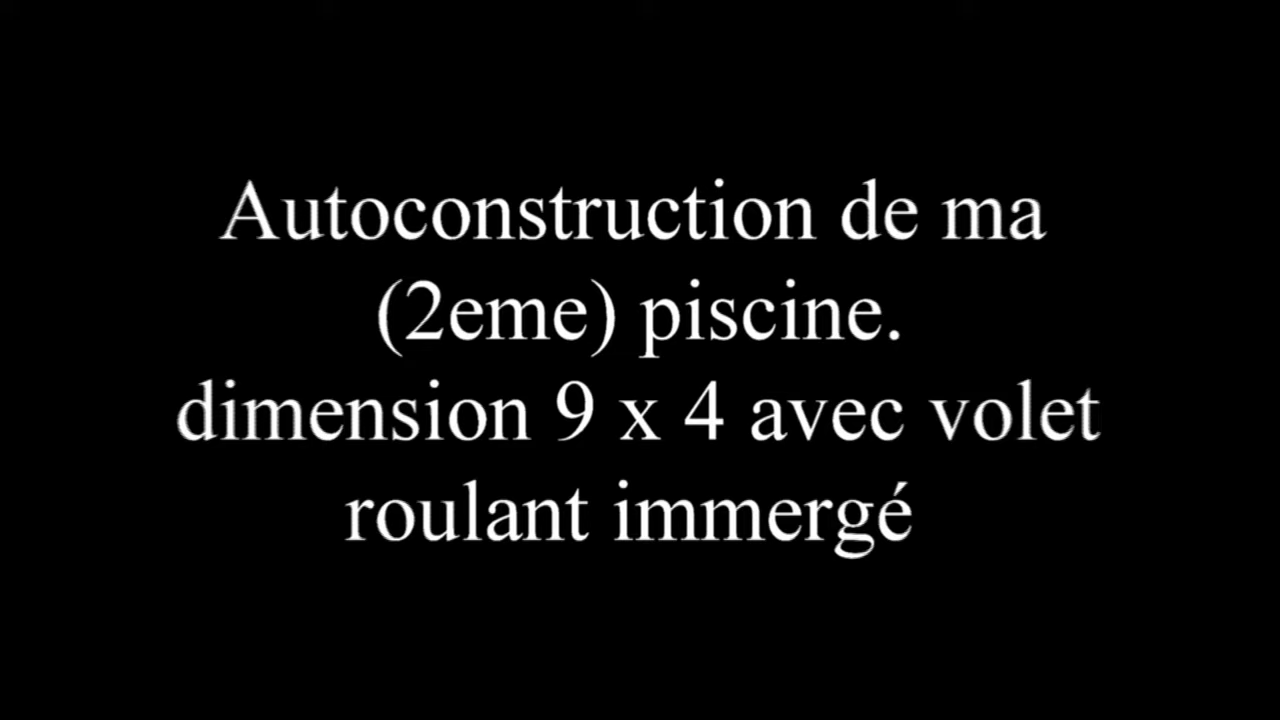 Autoconstruction de ma
(2eme) piscine.
dimension 9 x 4 avec volet
roulant immergé